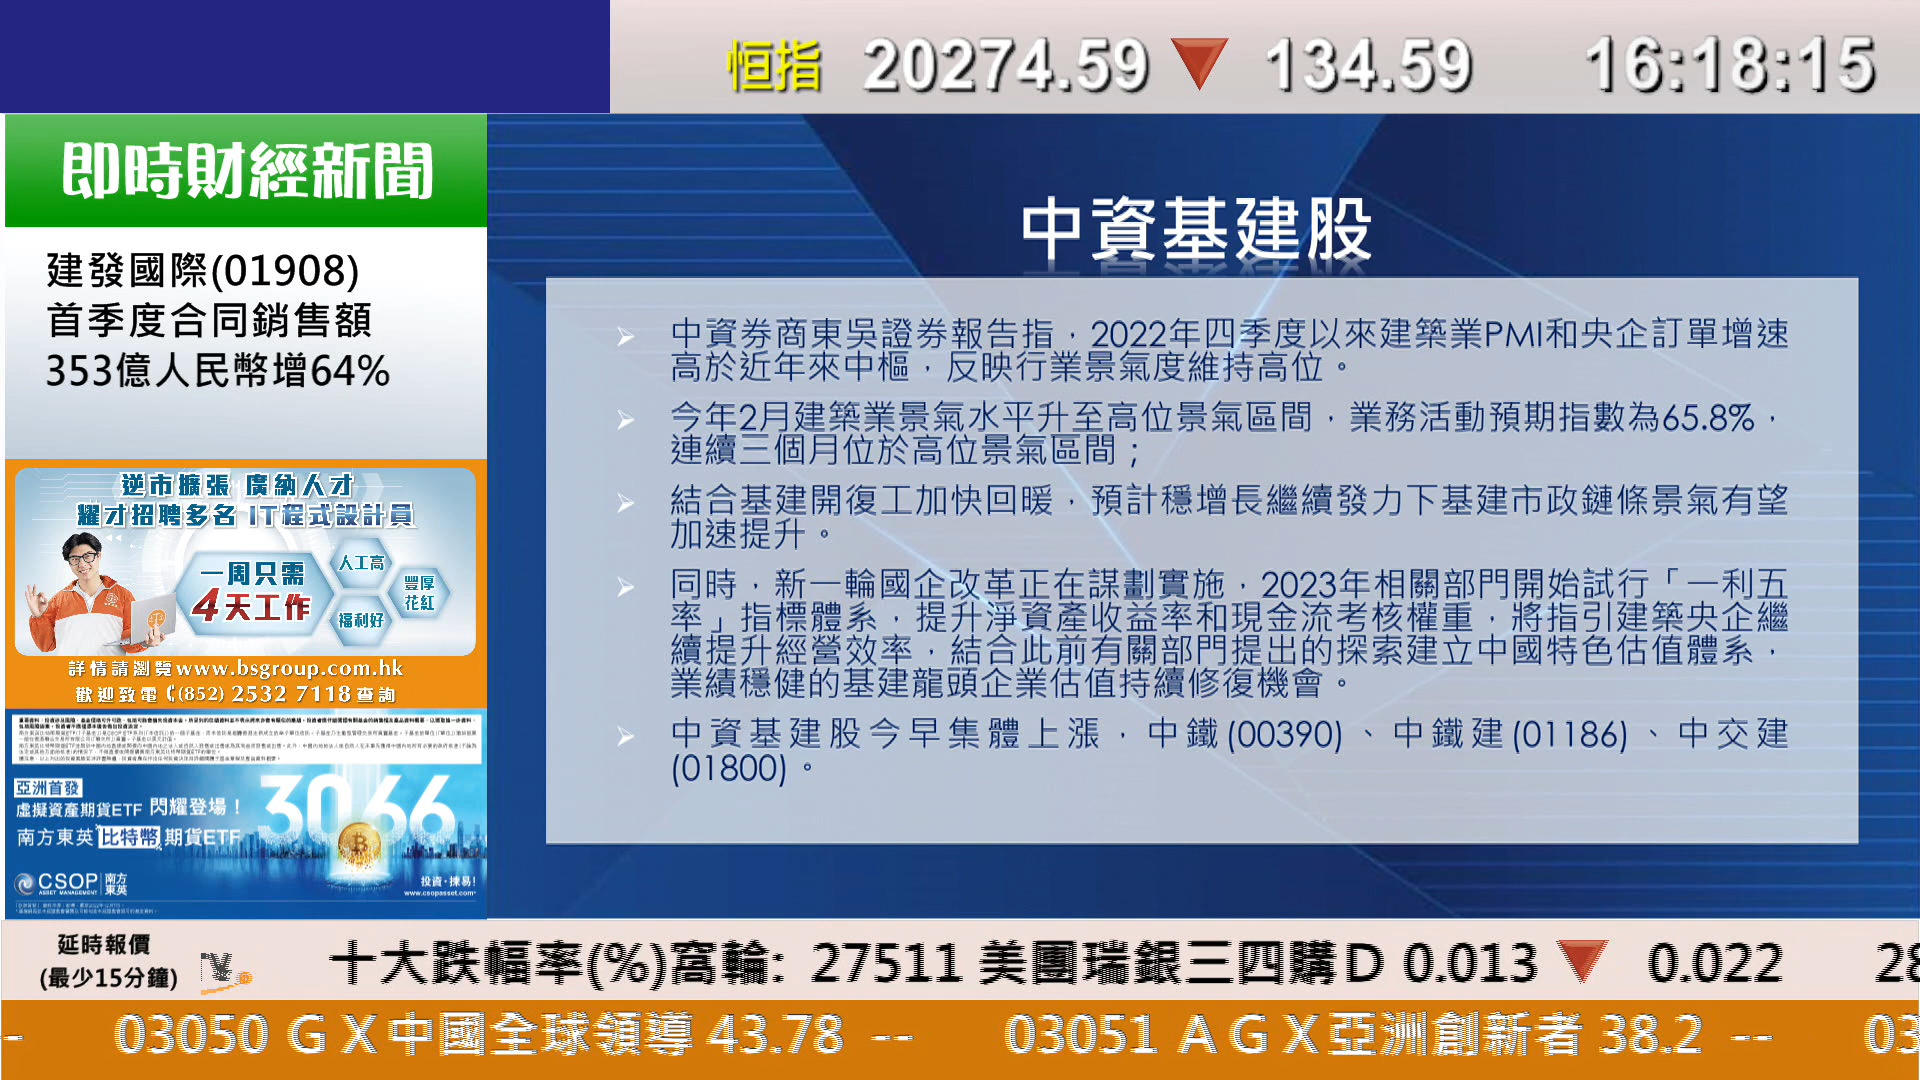 恒指 20274.59 134.59 16:18:15
即時財經新聞
建發國際(01908)
首季度合同銷售額
353億人民幣增64%
逆市擴張 廣納人才
耀才招聘多名 IT程式設計員
一周只需
4天工作
人工高
福利好
豐厚
花紅
詳情請瀏覽www.bsgroup.com.hk
歡迎致電 (852) 2532 7118 查詢
亞洲首發
虛擬資產期貨ETF 閃耀登場！
南方東英 比特幣 期貨ETF
3066
CSOP 南方
ASSET MANAGEMENT 東英
投資·揀易!
www.csopasset.com
中資基建股
中資券商東吳證券報告指，2022年四季度以來建築業PMI和央企訂單增速
高於近年來中樞，反映行業景氣度維持高位。
今年2月建築業景氣水平升至高位景氣區間，業務活動預期指數為65.8%，
連續三個月位於高位景氣區間；
結合基建開復工加快回暖，預計穩增長繼續發力下基建市政鏈條景氣有望
加速提升。
同時，新一輪國企改革正在謀劃實施，2023年相關部門開始試行「一利五
率」指標體系，提升淨資產收益率和現金流考核權重，將指引建築央企繼
續提升經營效率，結合此前有關部門提出的探索建立中國特色估值體系，
業績穩健的基建龍頭企業估值持續修復機會。
中資基建股今早集體上漲，中鐵(00390)、中鐵建(01186)、中交建
(01800)。
延時報價
(最少15分鐘)
十大跌幅率(%)窩輪: 27511 美團瑞銀三四購D 0.013 0.022 28
-- 03050 GX中國全球領導 43.78 -- 03051 AGX亞洲創新者 38.2 -- 03